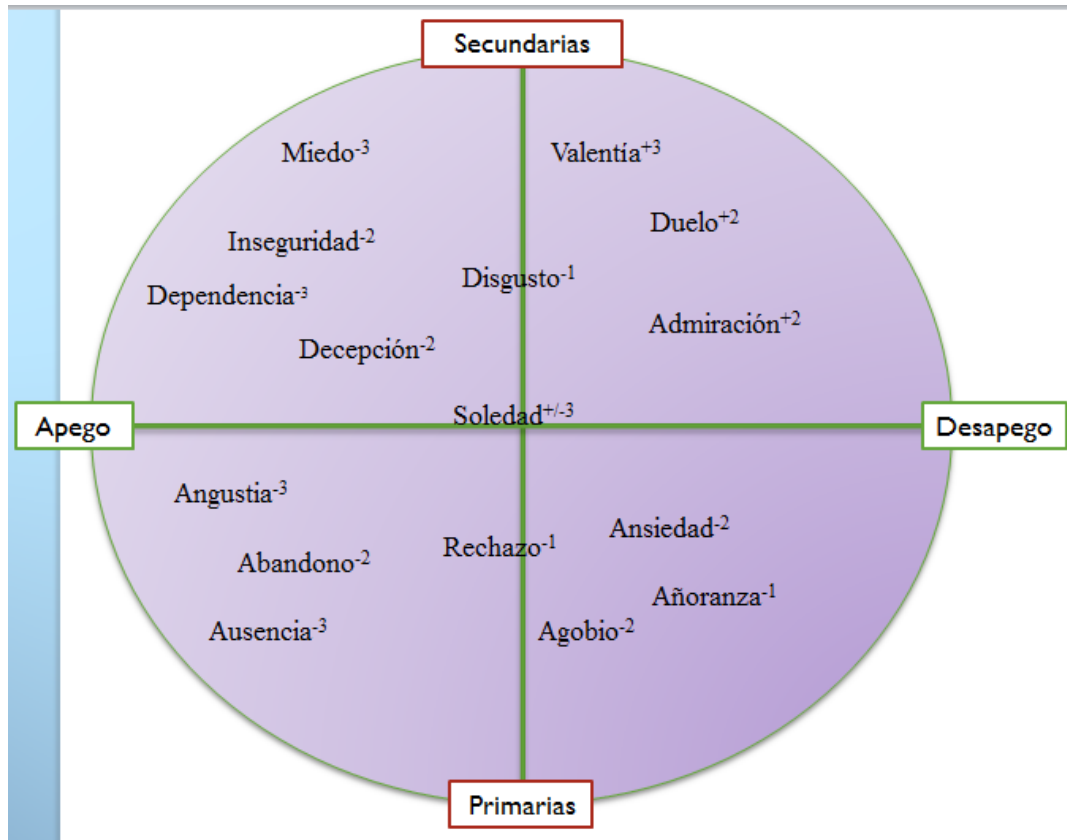 Secundarias
Miedo-3
Valentía+3
Duelo+2
Inseguridad-2
Disgusto-1
Dependencia-3
Admiración+2
Decepción-2
Soledad+/-3
Apego
Desapego
Angustia-3
Ansiedad-2
Rechazo-1
Abandono-2
Añoranza-1
Ausencia-3
Agobio-2
Primarias